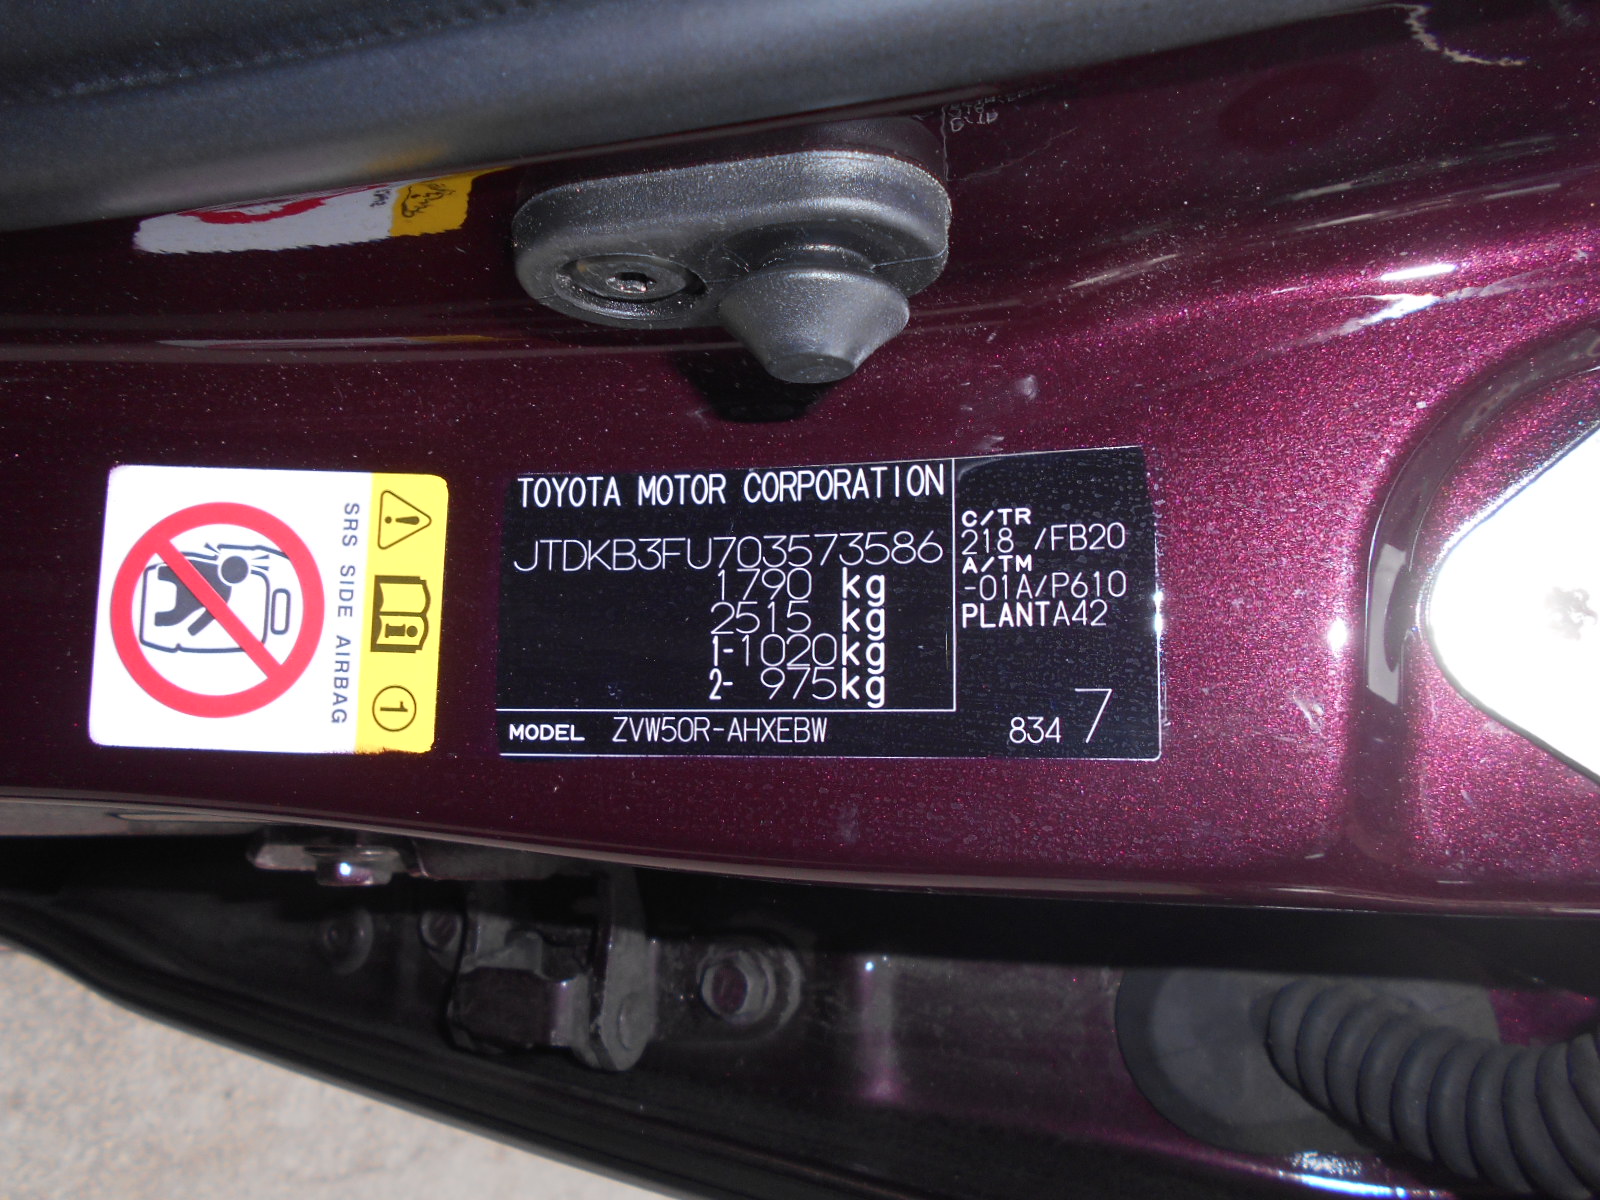 TOYOTA MOTOR CORPORATION
JTDKB3FU703573586
1790 kg
2515 kg
1-1020kg
2- 975kg
MODEL ZVW50R-AHXEBW
C/TR
218 /FB20
A/TM
-01A/P610
PLANTA42
834 7
SRS SIDE AIRBAG
1